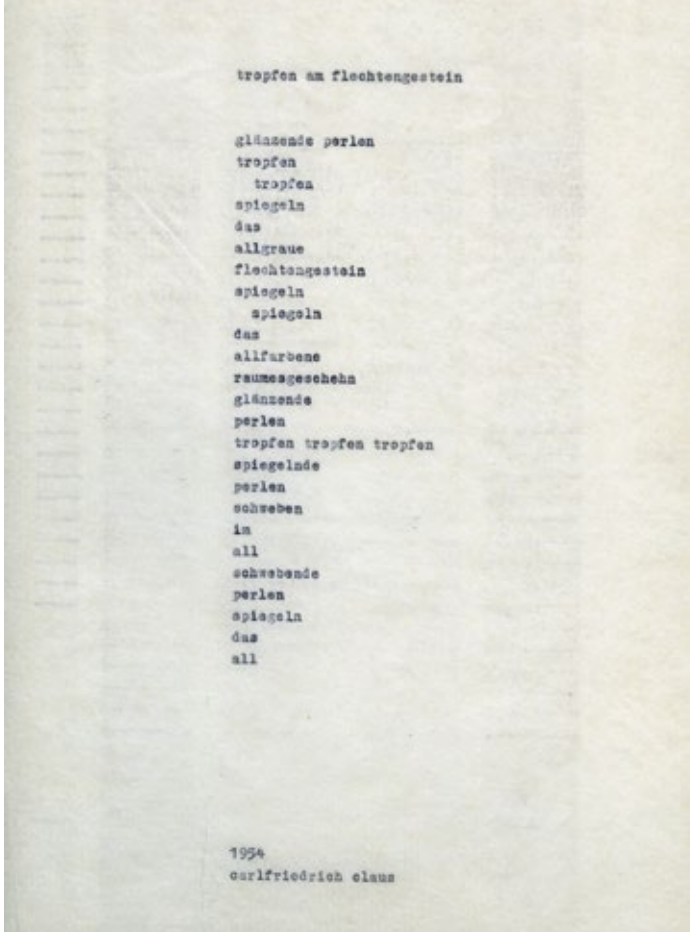 tropfen am flechtengestein
glänzende perlen
tropfen
tropfen
spiegeln
das
allgraue
flechtengestein
spiegeln
spiegeln
das
allfarbene
raumesgeschehn
glänzende
perlen
tropfen tropfen tropfen
spiegelnde
perlen
schweben
im
all
schwebende
perlen
spiegeln
das
all
1954
carlfriedrich claus